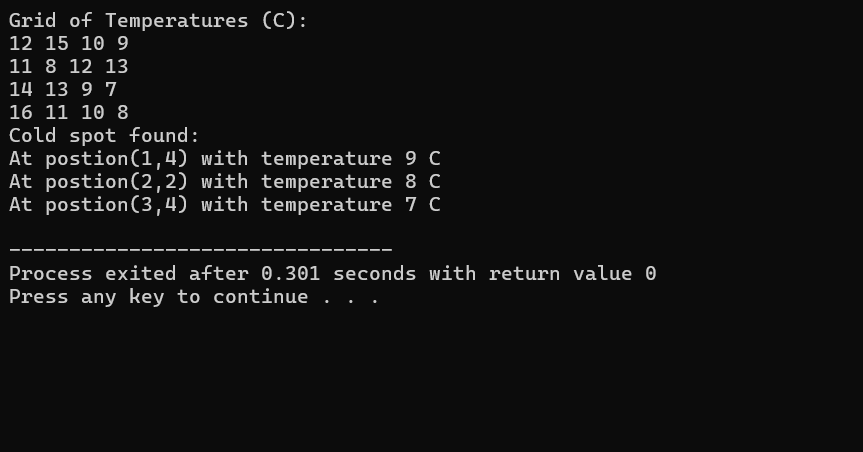 Grid of Temperatures (C):
12 15 10 9
11 8 12 13
14 13 9 7
16 11 10 8
Cold spot found:
At postion(1,4) with temperature 9 C
At postion(2,2) with temperature 8 C
At postion(3,4) with temperature 7 C
--------------------------------
Process exited after 0.301 seconds with return value 0
Press any key to continue . . .